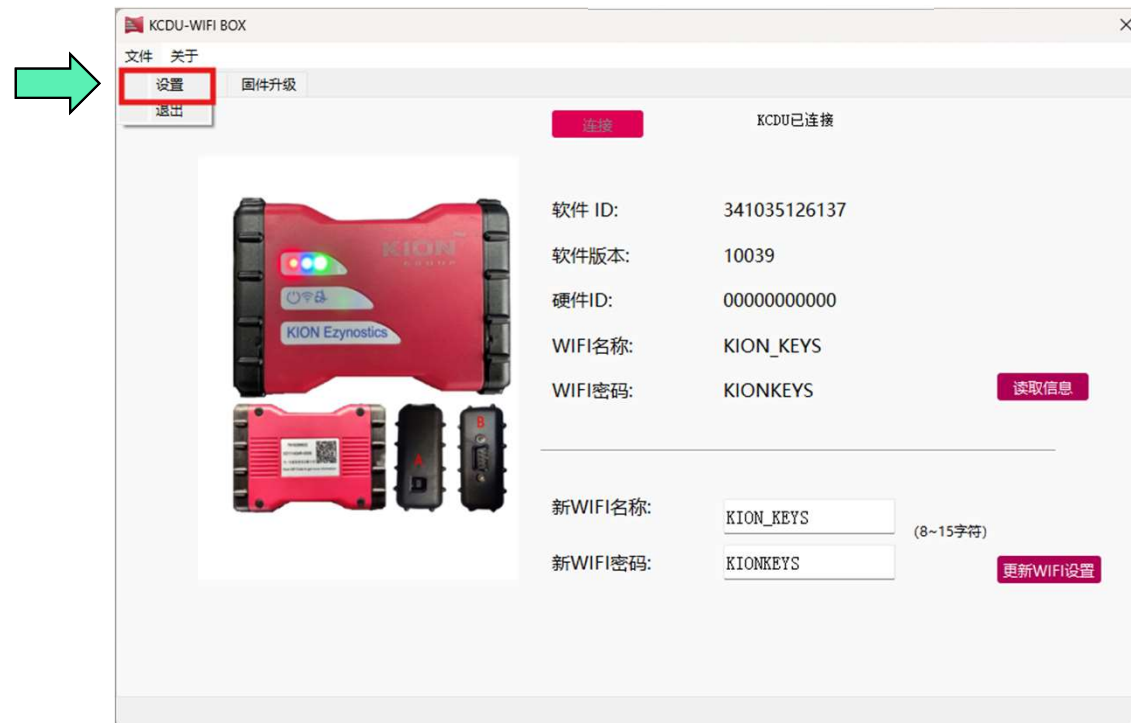 KCDU-WIFI BOX
文件 关于
设置 固件升级
退出
连接 KCDU已连接
KION
GROUP
KION Ezynostics
A
B
软件 ID: 341035126137
软件版本: 10039
硬件ID: 00000000000
WIFI名称: KION_KEYS
WIFI密码: KIONKEYS
读取信息
新WIFI名称: KION_KEYS (8~15字符)
新WIFI密码: KIONKEYS
更新WIFI设置